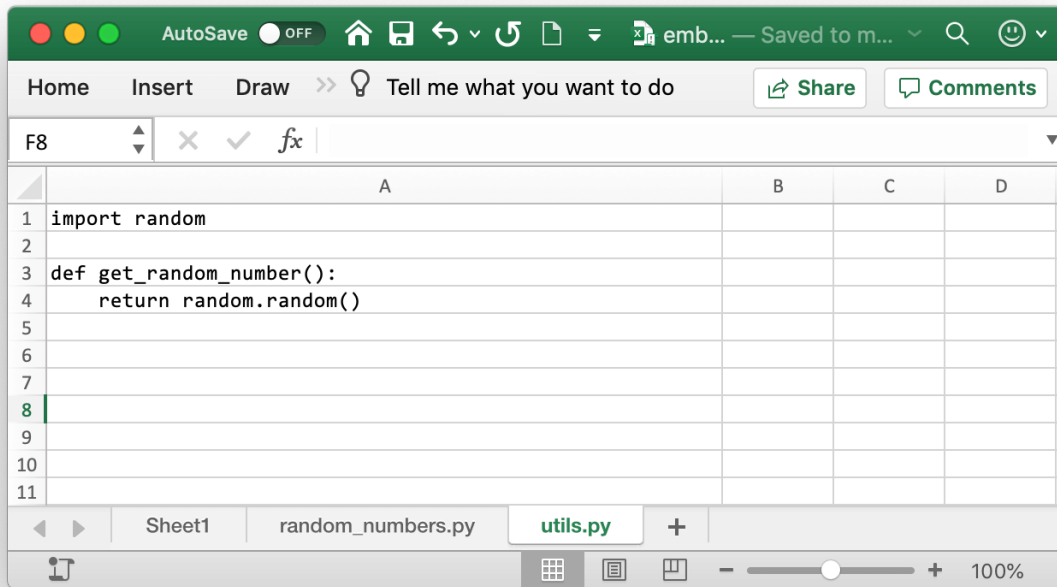 AutoSave OFF emb... — Saved to m...
Home Insert Draw >> Tell me what you want to do Share Comments
F8 fx
A B C D
1 import random
2
3 def get_random_number():
4     return random.random()
5
6
7
8
9
10
11
Sheet1 random_numbers.py utils.py +
− + 100%